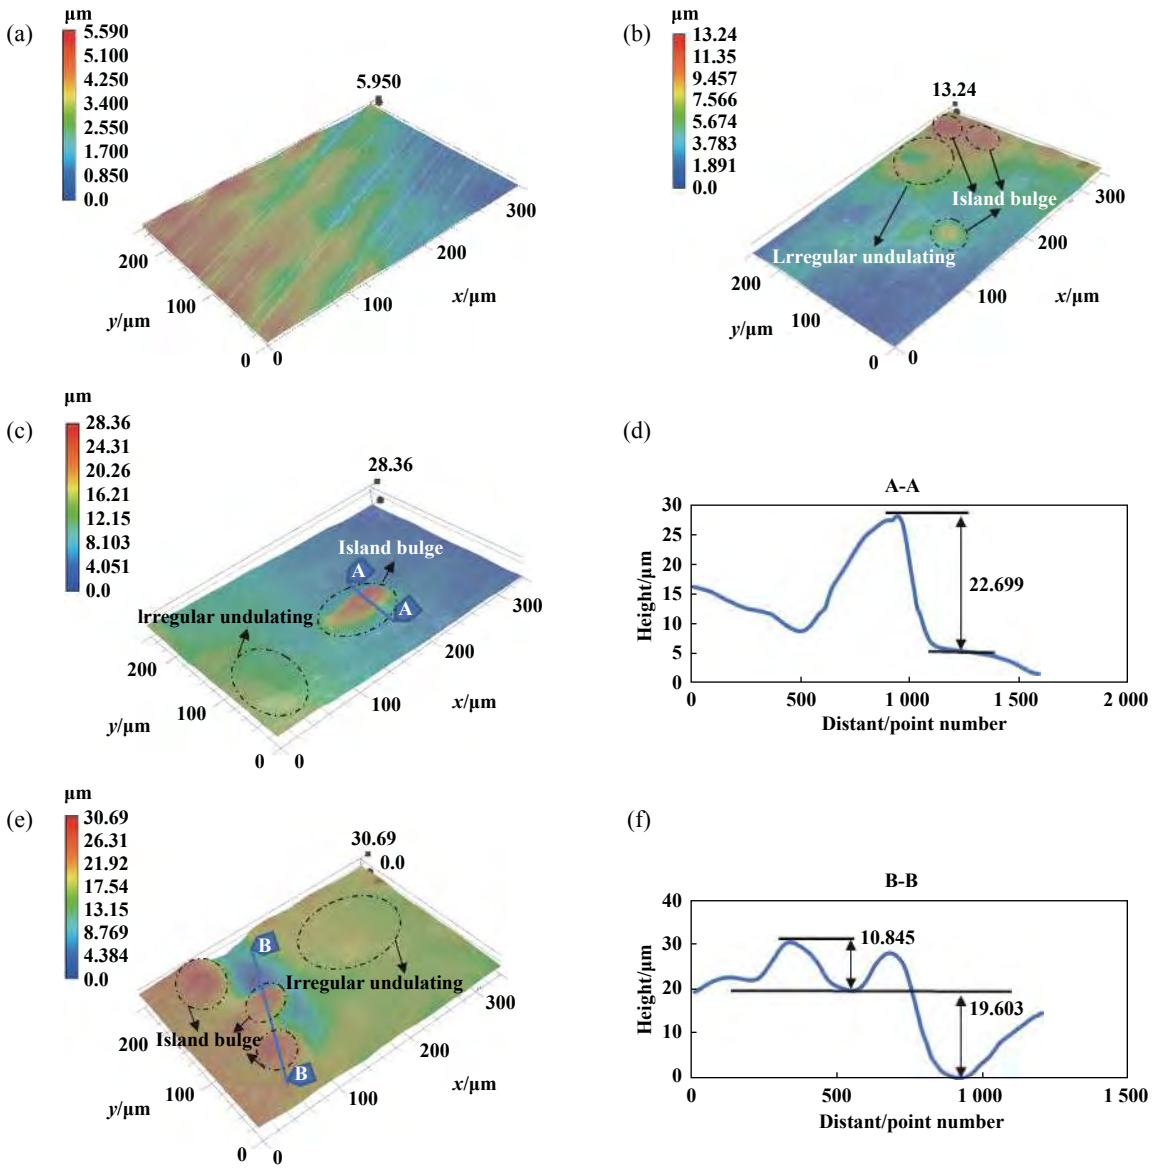 (a)
µm
5.590
5.100
4.250
3.400
2.550
1.700
0.850
0.0
5.950
300
200
100
0
x/µm
200
100
0
y/µm
(b)
µm
13.24
11.35
9.457
7.566
5.674
3.783
1.891
0.0
13.24
Island bulge
Lrregular undulating
300
200
100
0
x/µm
200
100
0
y/µm
(c)
µm
28.36
24.31
20.26
16.21
12.15
8.103
4.051
0.0
28.36
Island bulge
A
A
lrregular undulating
300
200
100
0
x/µm
200
100
0
y/µm
(d)
A-A
30
25
20
15
10
5
0
Height/µm
22.699
0 500 1 000 1 500 2 000
Distant/point number
(e)
µm
30.69
26.31
21.92
17.54
13.15
8.769
4.384
0.0
30.69
0.0
B
Irregular undulating
Island bulge
B
300
200
100
0
x/µm
200
100
0
y/µm
(f)
B-B
40
30
20
10
0
Height/µm
10.845
19.603
0 500 1 000 1 500
Distant/point number